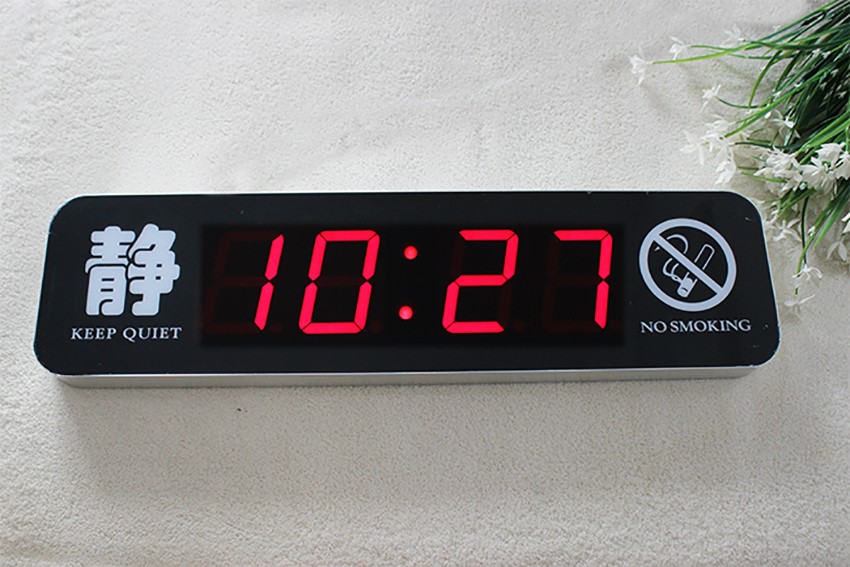 静
KEEP QUIET
10:27
NO SMOKING